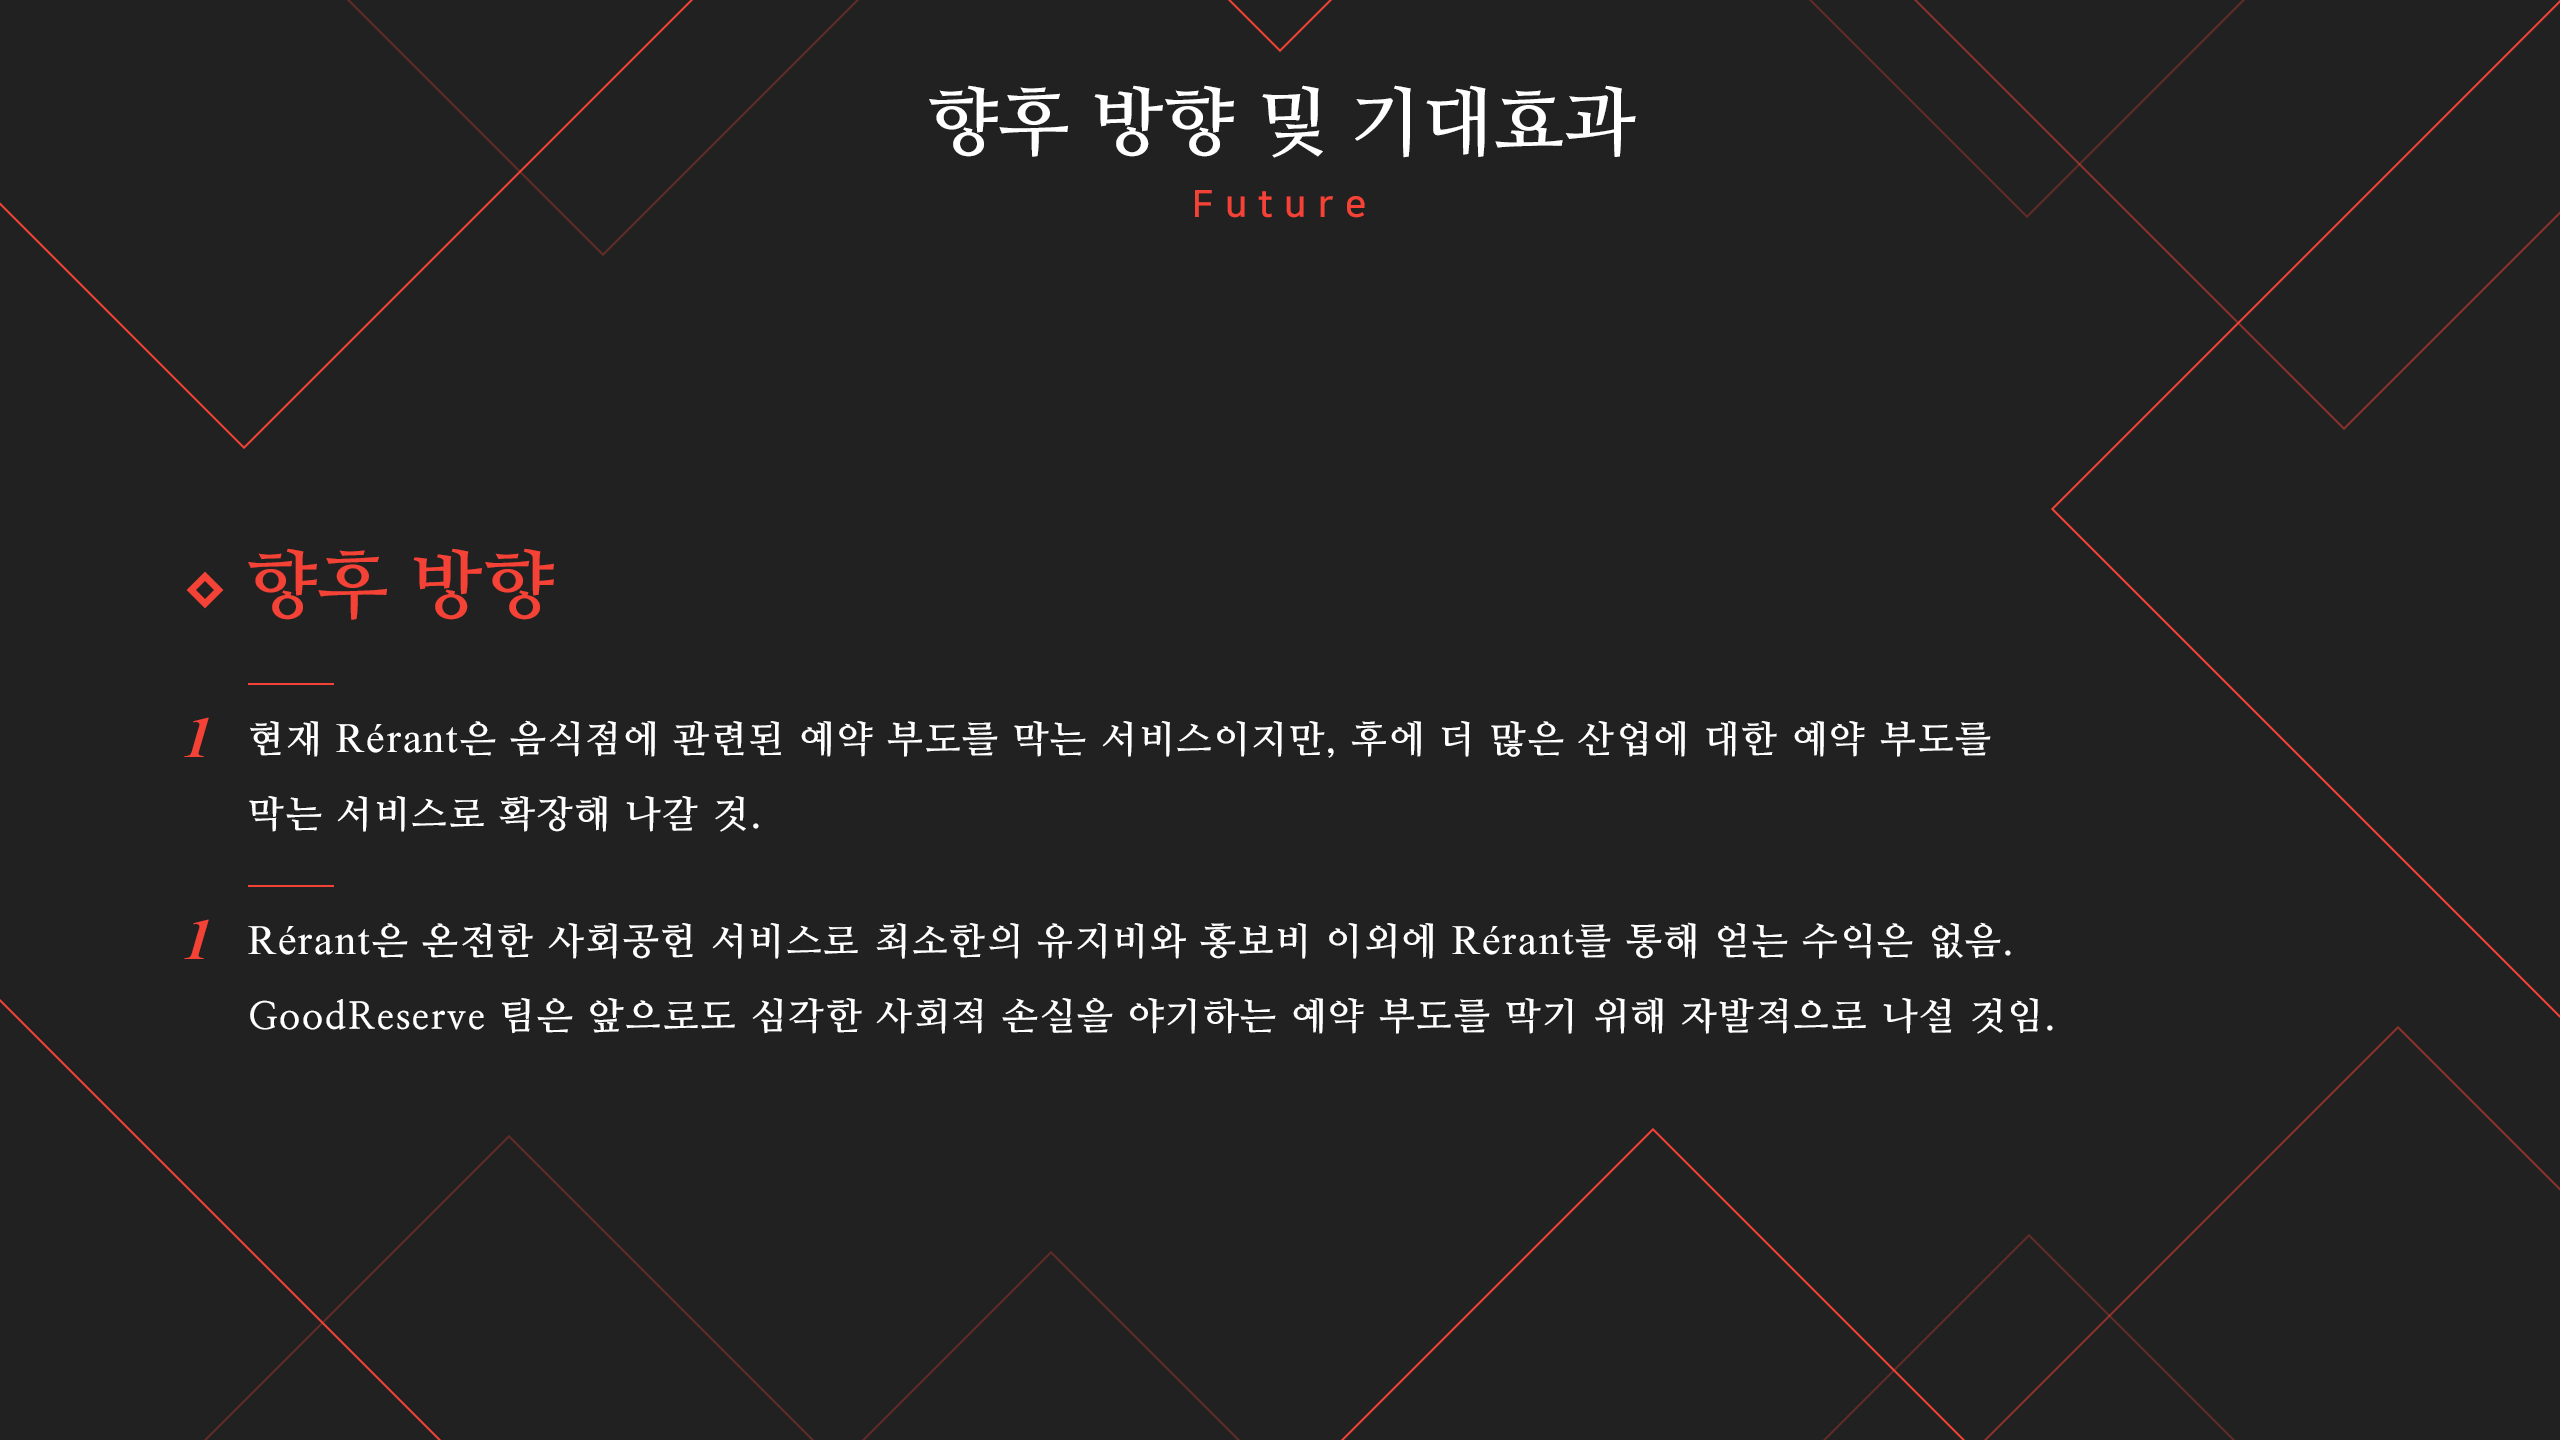 향후 방향 및 기대효과
Future
향후 방향
1 현재 Rérant은 음식점에 관련된 예약 부도를 막는 서비스이지만, 후에 더 많은 산업에 대한 예약 부도를
막는 서비스로 확장해 나갈 것.
1 Rérant은 온전한 사회공헌 서비스로 최소한의 유지비와 홍보비 이외에 Rérant를 통해 얻는 수익은 없음.
GoodReserve 팀은 앞으로도 심각한 사회적 손실을 야기하는 예약 부도를 막기 위해 자발적으로 나설 것임.